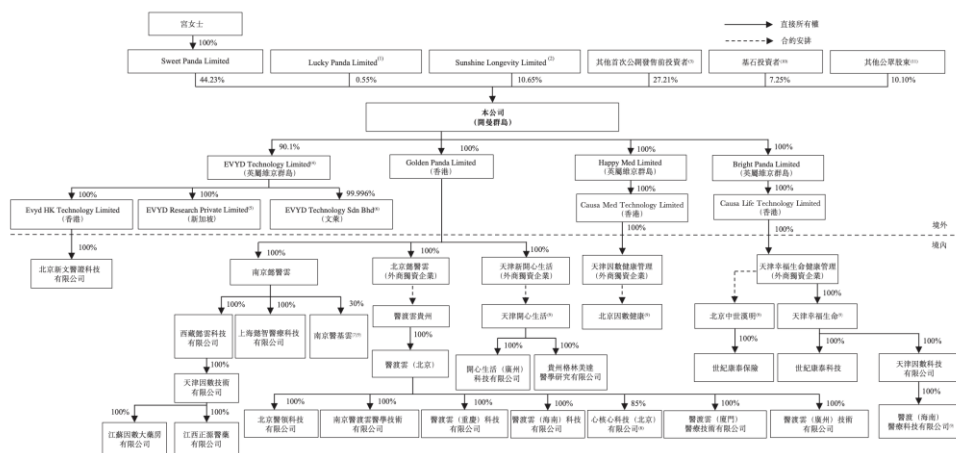 宮女士
直接所有權
合約安排
100%
Sweet Panda Limited
Lucky Panda Limited(1)
Sunshine Longevity Limited(2)
其他首次公開發售前投資者(3)
基石投資者(10)
其他公眾股東(11)
44.23%
0.55%
10.65%
27.21%
7.25%
10.10%
本公司
(開曼群島)
90.1%
100%
100%
100%
EVYD Technology Limited(4)
(英屬維京群島)
Golden Panda Limited
(香港)
Happy Med Limited
(英屬維京群島)
Bright Panda Limited
(英屬維京群島)
100%
100%
99.996%
100%
100%
Evyd HK Technology Limited
(香港)
EVYD Research Private Limited(5)
(新加坡)
EVYD Technology Sdn Bhd(6)
(文萊)
Causa Med Technology Limited
(香港)
Causa Life Technology Limited
(香港)
境外
境內
100%
100%
100%
100%
100%
100%
北京新文醫證科技
有限公司
南京懿醫雲
北京懿醫雲
(外商獨資企業)
天津新開心生活
(外商獨資企業)
天津因數健康管理
(外商獨資企業)
天津幸福生命健康管理
(外商獨資企業)
100%
100%
30%
100%
西藏懿雲科技
有限公司
上海懿智醫療科技
有限公司
南京醫基雲
醫渡雲貴州
天津開心生活
北京因數健康
北京中世漢明
天津幸福生命
100%
100%
100%
100%
100%
100%
100%
天津因數技術
有限公司
醫渡雲(北京)
開心生活(廣州)
科技有限公司
貴州格林美達
醫學研究有限公司
世紀康泰保險
世紀康泰科技
天津因數科技
有限公司
100%
100%
100%
100%
100%
100%
85%
100%
100%
100%
江蘇因數大藥房
有限公司
江西正源醫藥
有限公司
北京醫領科技
有限公司
南京醫渡雲醫學技術
有限公司
醫渡雲(重慶)科技
有限公司
醫渡雲(海南)科技
有限公司
心核心科技(北京)
有限公司
醫渡雲(廈門)
醫療技術有限公司
醫渡雲(廣州)技術
有限公司
醫渡(海南)
醫療科技有限公司